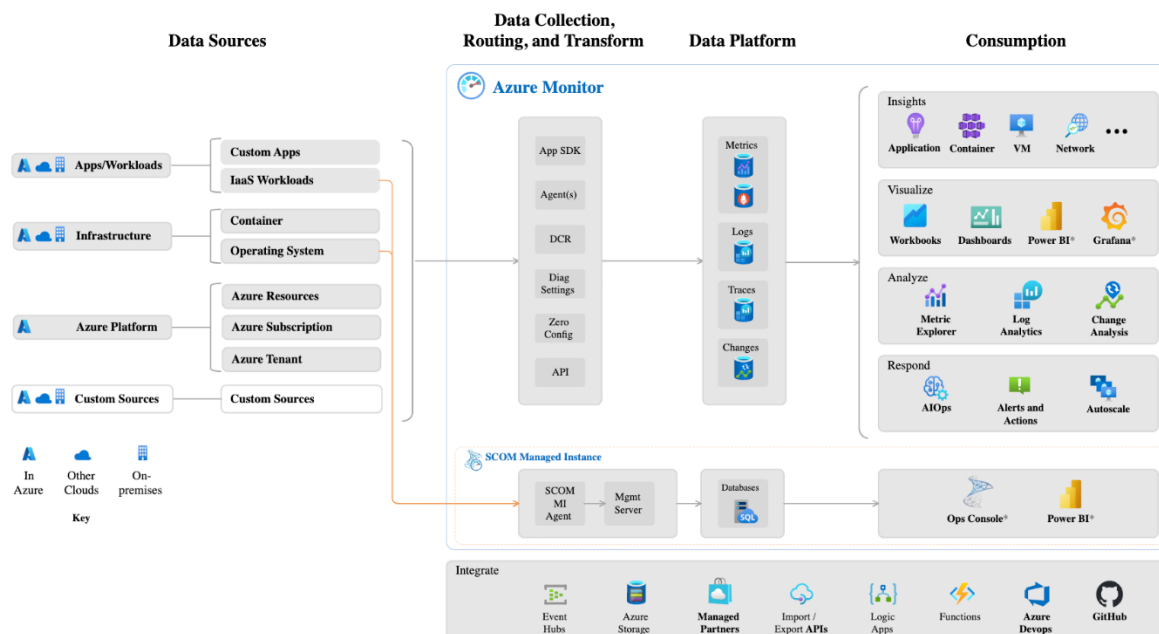 Data Sources
Data Collection,
Routing, and Transform
Data Platform
Consumption
Azure Monitor
Apps/Workloads
Custom Apps
IaaS Workloads
Infrastructure
Container
Operating System
Azure Platform
Azure Resources
Azure Subscription
Azure Tenant
Custom Sources
Custom Sources
In
Azure
Other
Clouds
On-
premises
Key
App SDK
Agent(s)
DCR
Diag
Settings
Zero
Config
API
Metrics
Logs
Traces
Changes
Insights
Application
Container
VM
Network
•••
Visualize
Workbooks
Dashboards
Power BI*
Grafana*
Analyze
Metric
Explorer
Log
Analytics
Change
Analysis
Respond
AIOps
Alerts and
Actions
Autoscale
SCOM Managed Instance
SCOM
MI
Agent
Mgmt
Server
Databases
SQL
Ops Console*
Power BI*
Integrate
Event
Hubs
Azure
Storage
Managed
Partners
Import /
Export APIs
Logic
Apps
Functions
Azure
Devops
GitHub